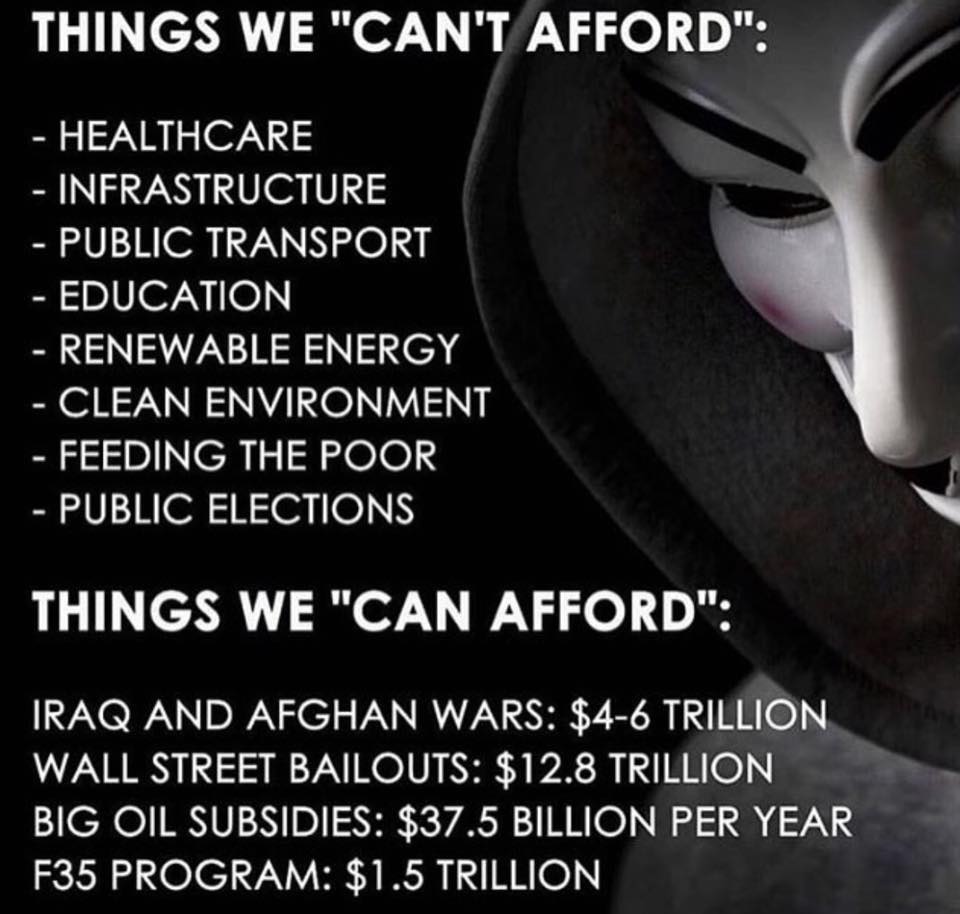 THINGS WE "CAN'T AFFORD":
- HEALTHCARE
- INFRASTRUCTURE
- PUBLIC TRANSPORT
- EDUCATION
- RENEWABLE ENERGY
- CLEAN ENVIRONMENT
- FEEDING THE POOR
- PUBLIC ELECTIONS
THINGS WE "CAN AFFORD":
IRAQ AND AFGHAN WARS: $4-6 TRILLION
WALL STREET BAILOUTS: $12.8 TRILLION
BIG OIL SUBSIDIES: $37.5 BILLION PER YEAR
F35 PROGRAM: $1.5 TRILLION